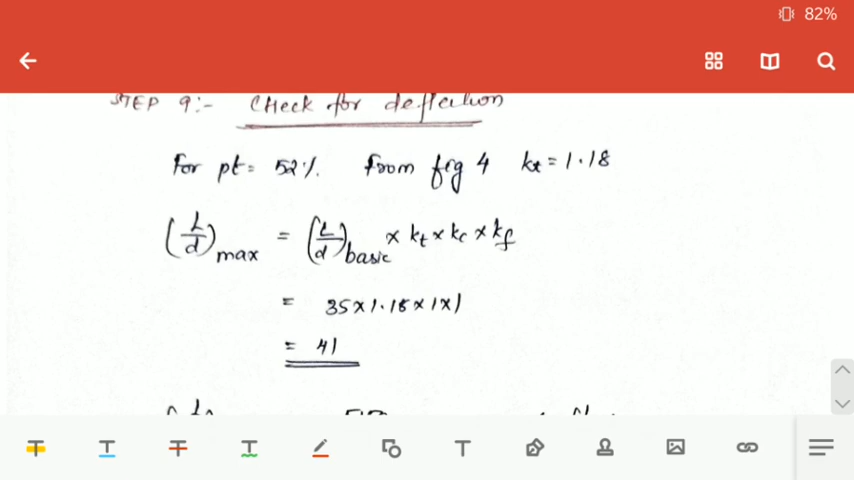 82%
STEP 9:- Check for deflection
For pt = 52% From fig 4 kt = 1.18
(L/d)max = (L/d)basic × kt × kc × kf
= 35×1.18×1×1
= 41